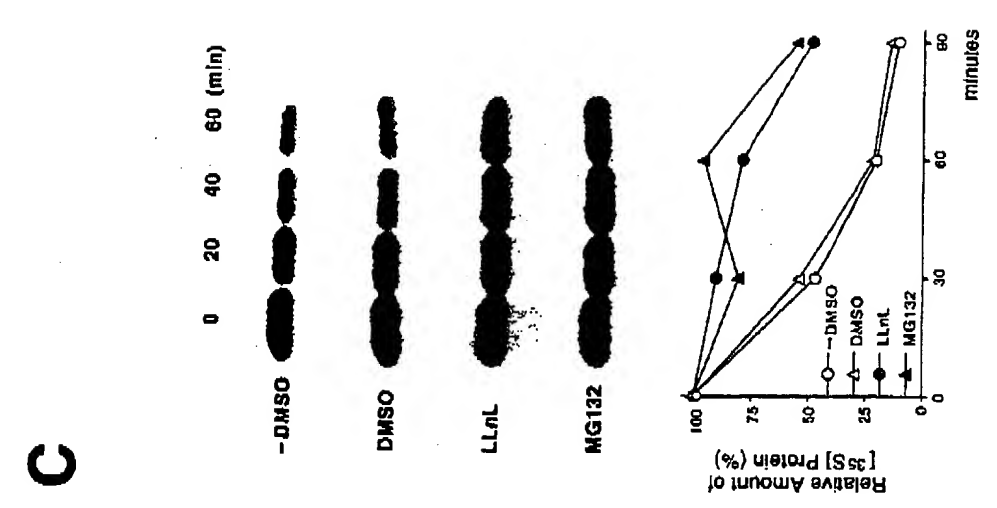 C
0 20 40 60 (min)
-DMSO
DMSO
LLnL
MG132
Relative Amount of
[35S] Protein (%)
100
75
50
25
0
-DMSO
DMSO
LLnL
MG132
0 30 60 90
minutes